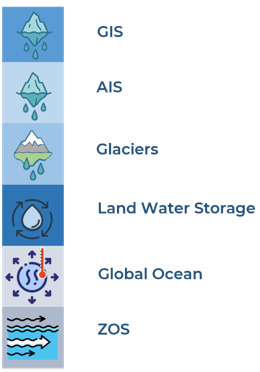 GIS
AIS
Glaciers
Land Water Storage
Global Ocean
ZOS